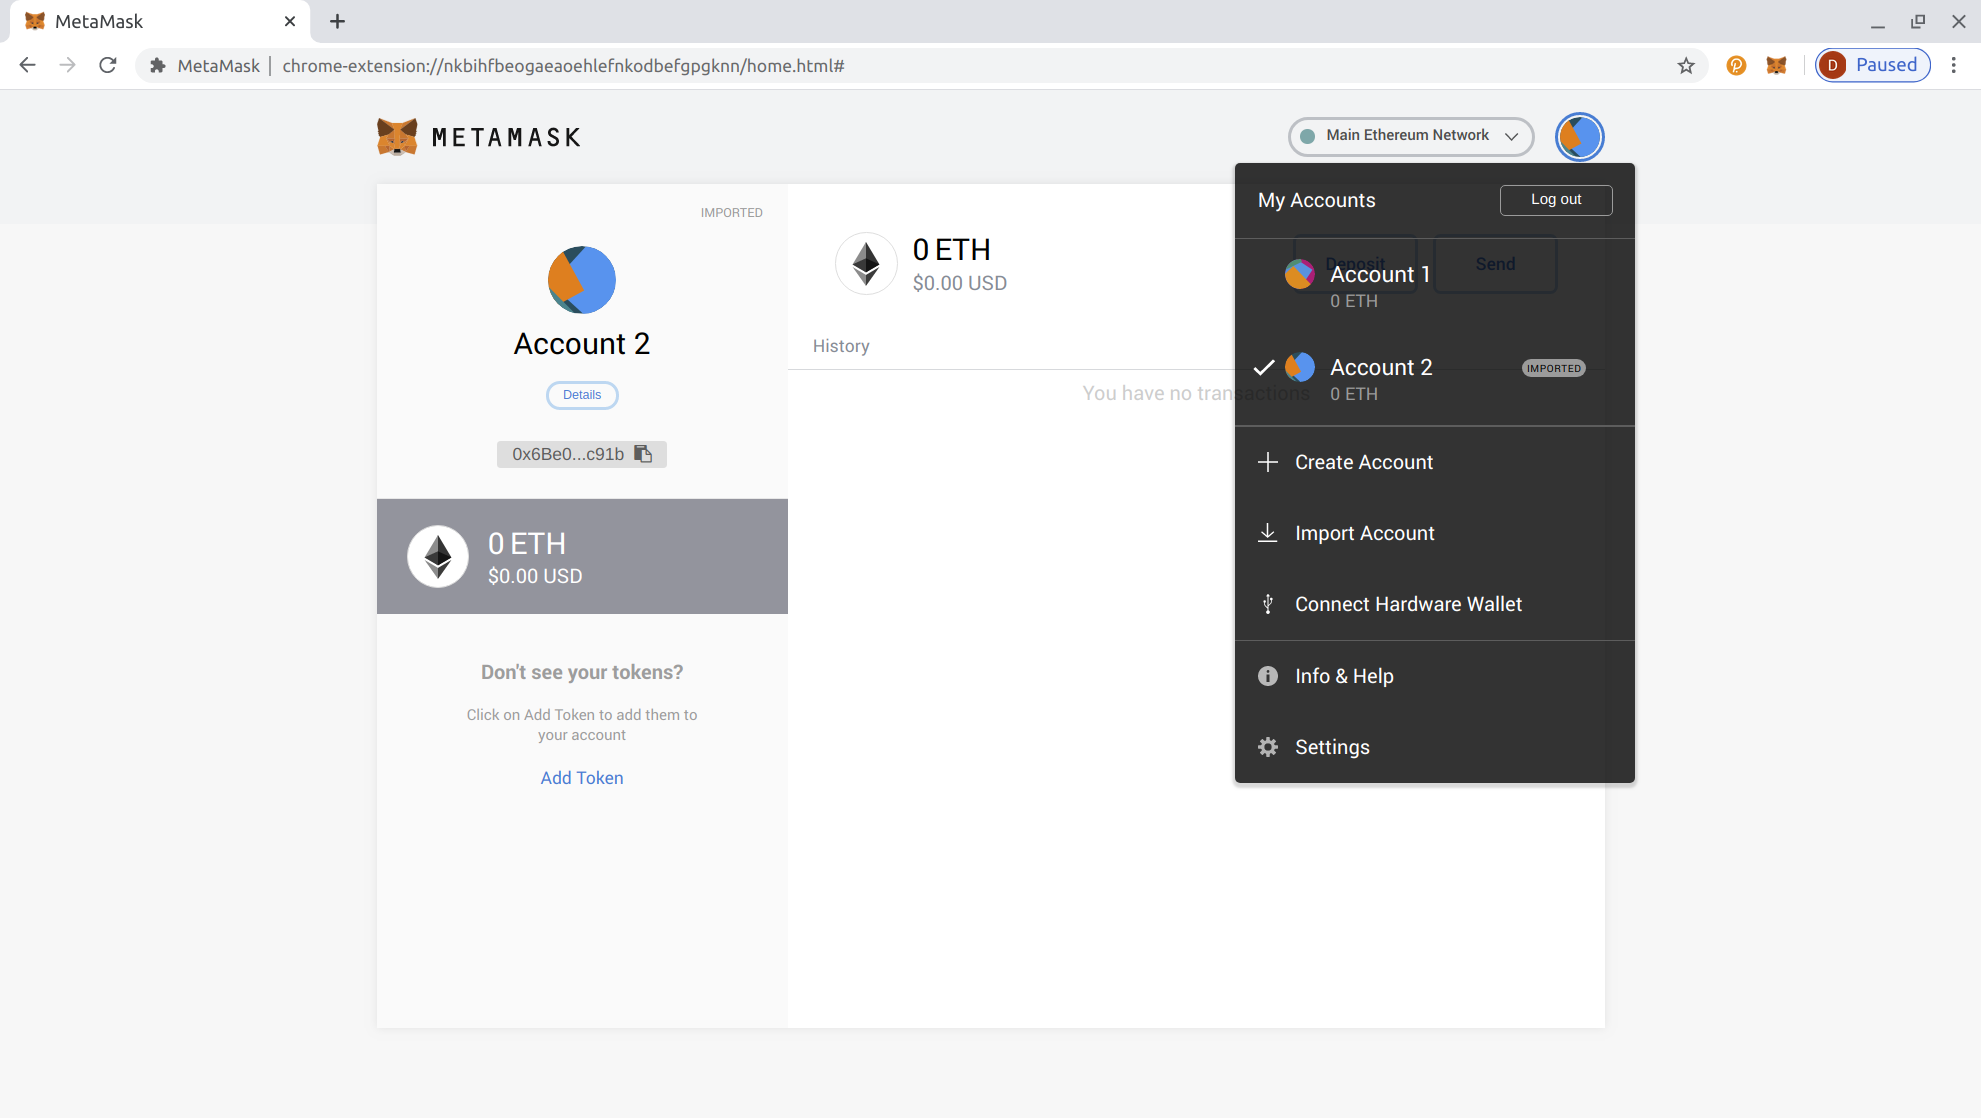 MetaMask
MetaMask | chrome-extension://nkbihfbeogaeaoehlefnkodbefgpgknn/home.html#
D Paused
METAMASK
Main Ethereum Network
IMPORTED
Account 2
Details
0x6Be0...c91b
0 ETH
$0.00 USD
Don't see your tokens?
Click on Add Token to add them to
your account
Add Token
0 ETH
$0.00 USD
Deposit
Send
History
You have no transactions
My Accounts
Log out
Account 1
0 ETH
Account 2
IMPORTED
0 ETH
Create Account
Import Account
Connect Hardware Wallet
Info & Help
Settings